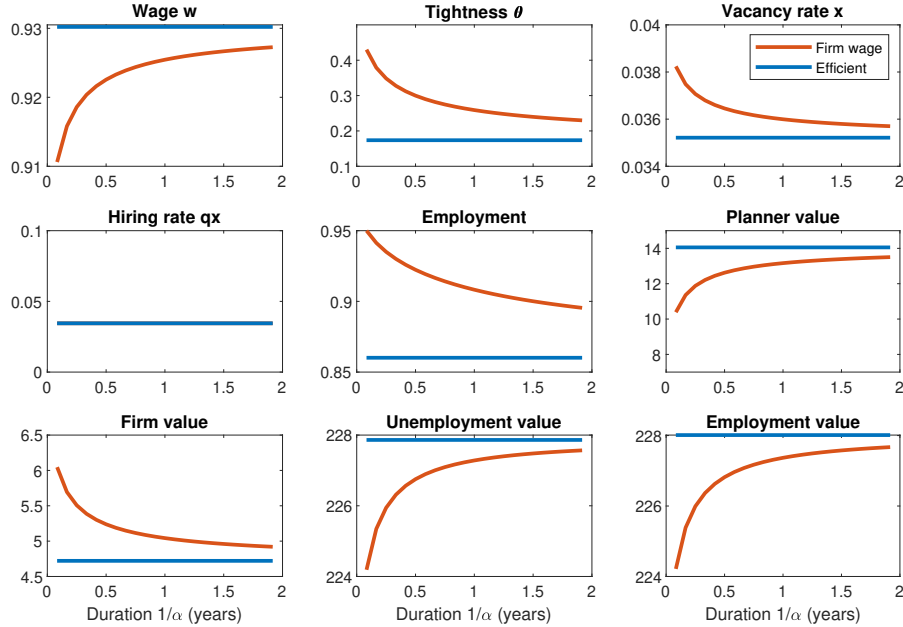 Wage w
Tightness θ
Vacancy rate x
0.93
0.92
0.91
0 0.5 1 1.5 2
0.4
0.3
0.2
0.1
0 0.5 1 1.5 2
0.04
0.038
0.036
0.034
0 0.5 1 1.5 2
Firm wage
Efficient
Hiring rate qx
Employment
Planner value
0.1
0.05
0
0 0.5 1 1.5 2
0.95
0.9
0.85
0 0.5 1 1.5 2
14
12
10
8
0 0.5 1 1.5 2
Firm value
Unemployment value
Employment value
6.5
6
5.5
5
4.5
0 0.5 1 1.5 2
228
226
224
0 0.5 1 1.5 2
228
226
224
0 0.5 1 1.5 2
Duration 1/α (years)
Duration 1/α (years)
Duration 1/α (years)